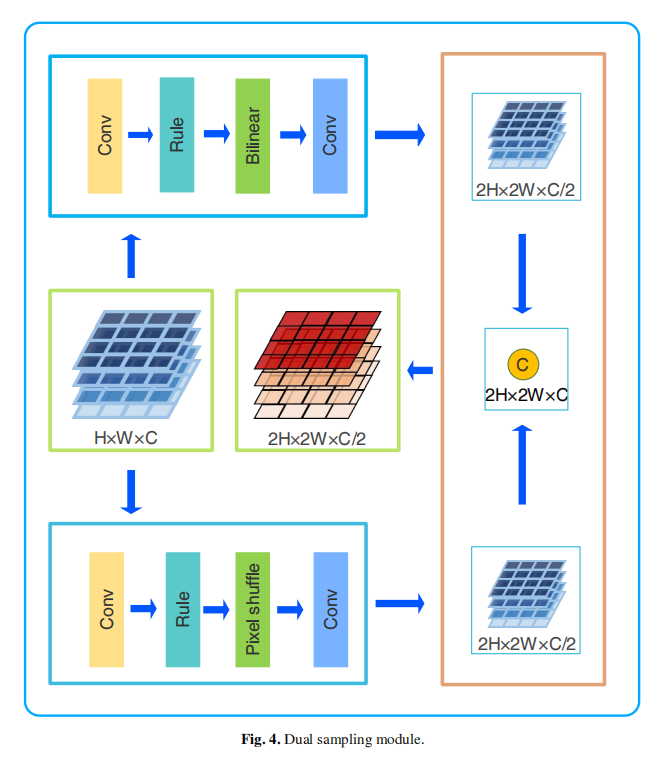 Conv
Rule
Bilinear
Conv
2H×2W×C/2
H×W×C
2H×2W×C/2
C
2H×2W×C
Conv
Rule
Pixel shuffle
Conv
2H×2W×C/2
Fig. 4. Dual sampling module.